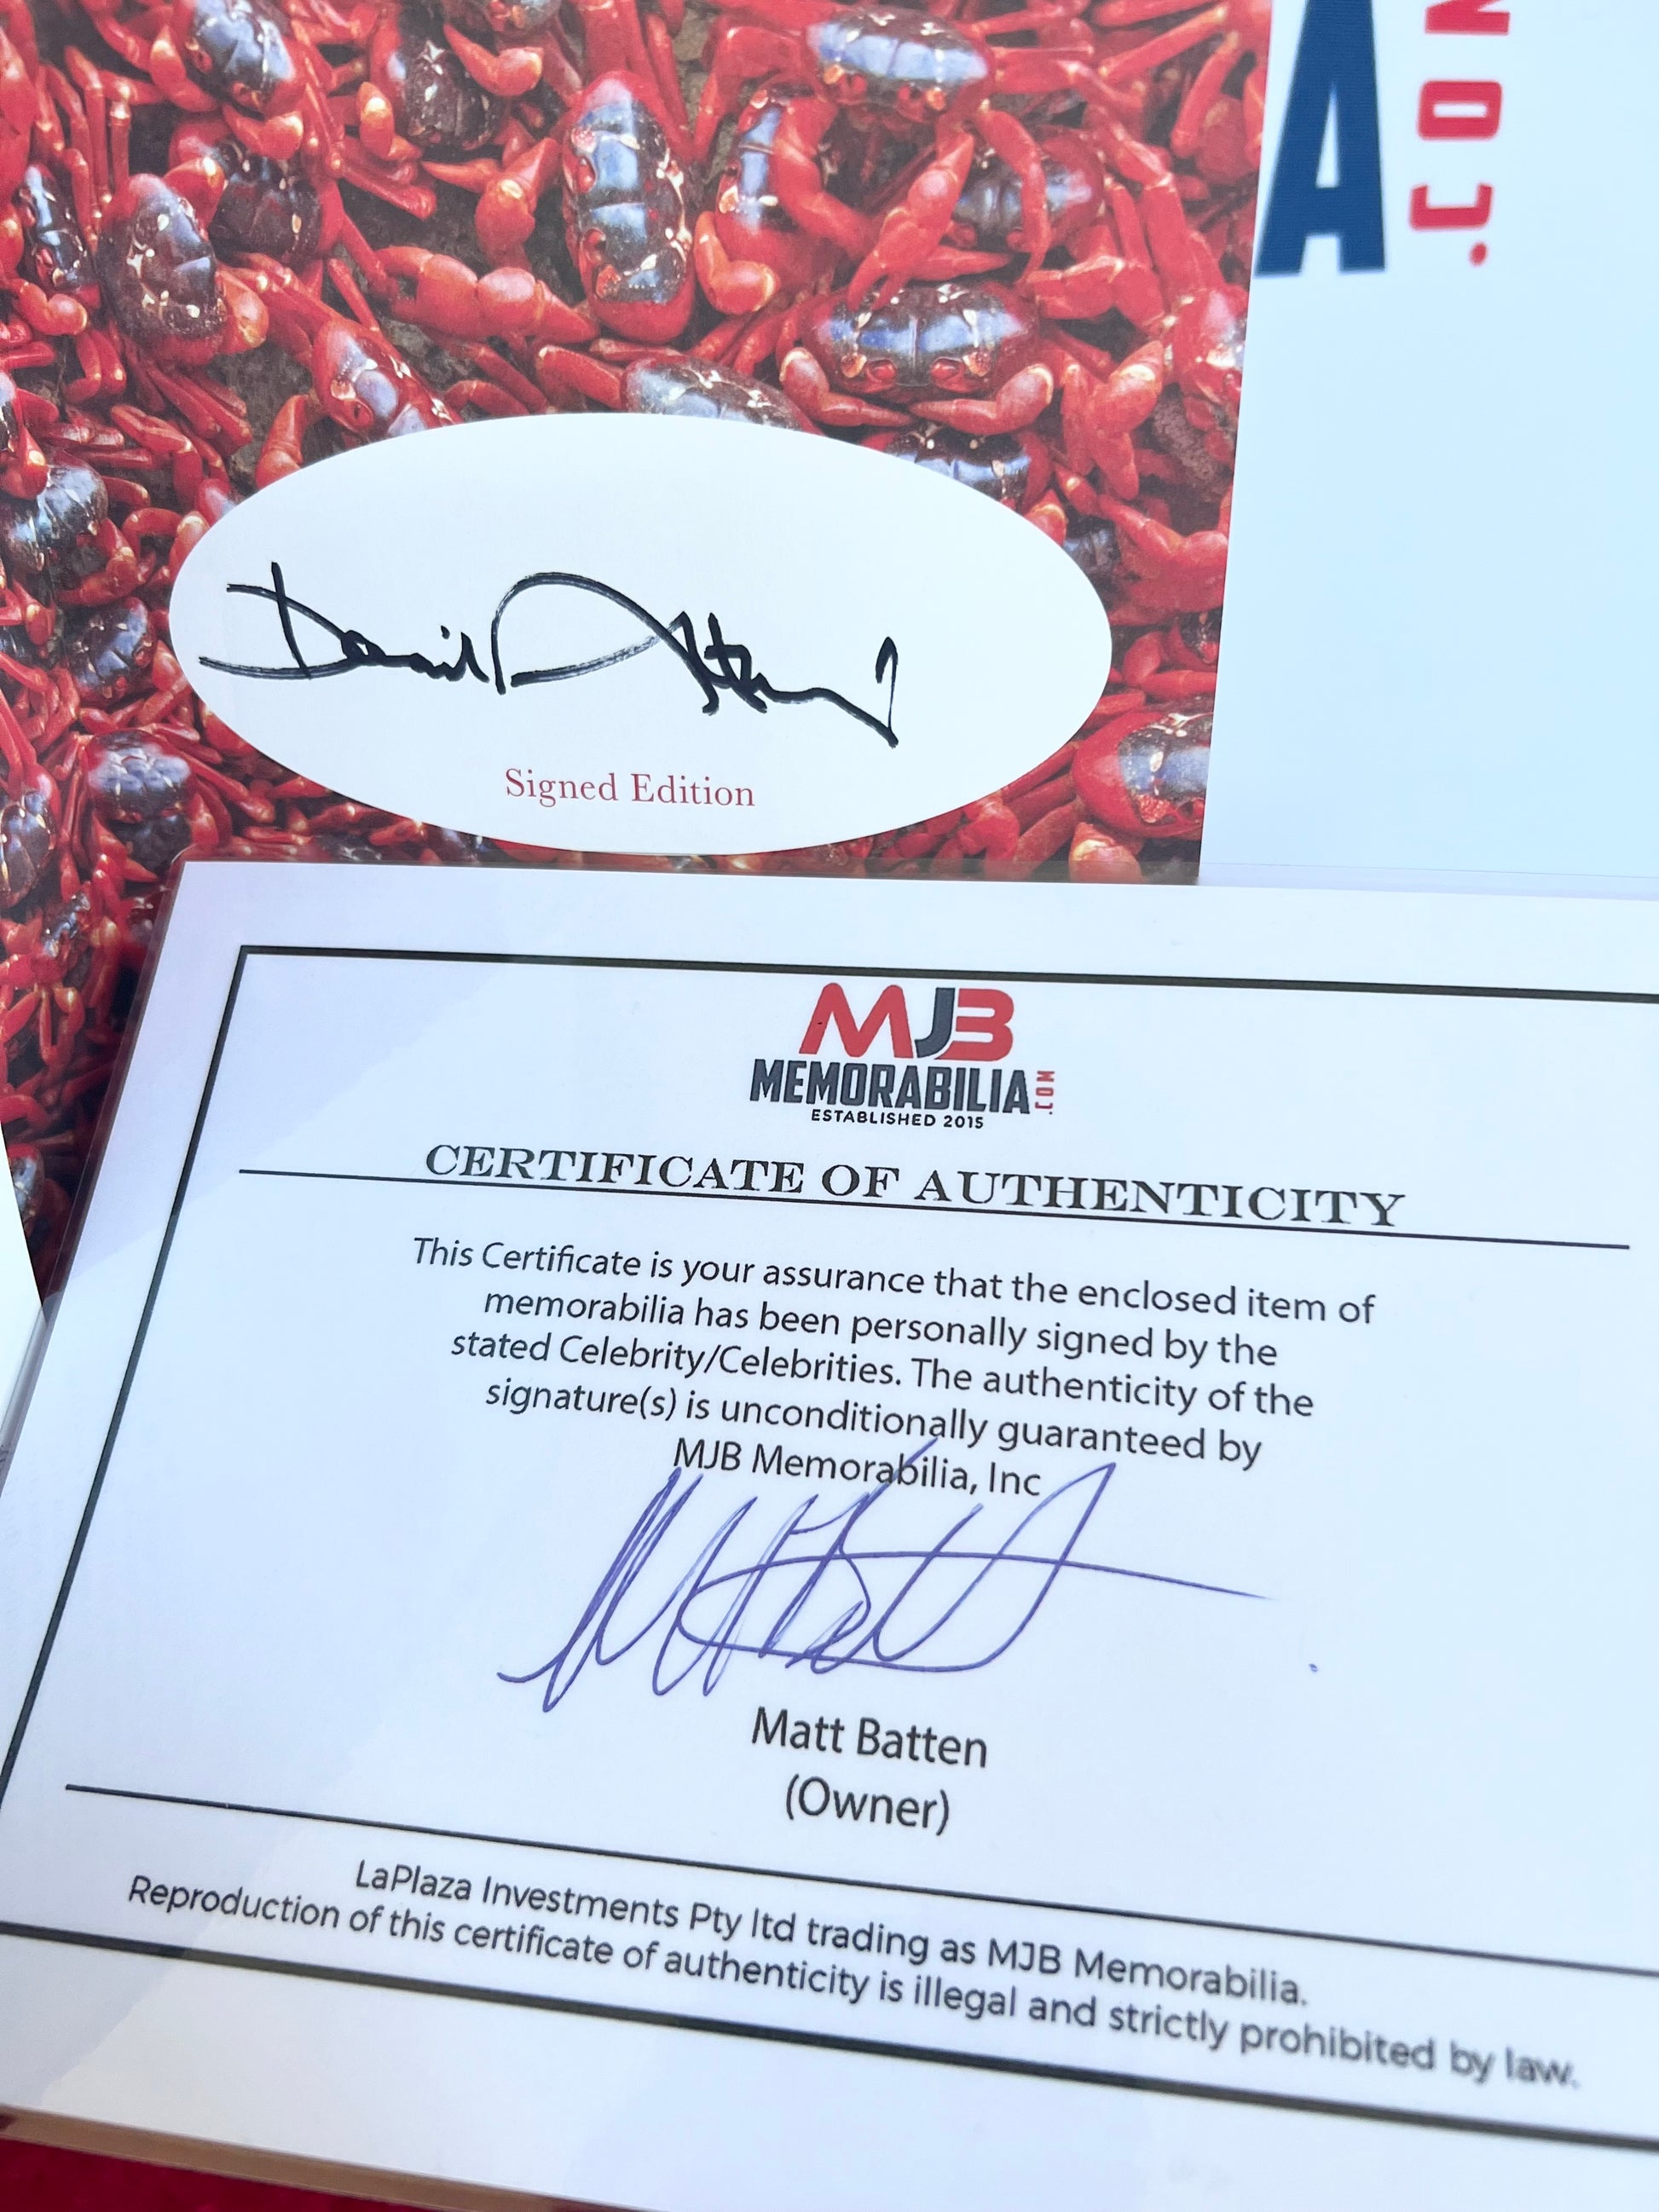 A
.COM
David Attenborough
Signed Edition
MJB
MEMORABILIA
.COM
ESTABLISHED 2015
CERTIFICATE OF AUTHENTICITY
This Certificate is your assurance that the enclosed item of
memorabilia has been personally signed by the
stated Celebrity/Celebrities. The authenticity of the
signature(s) is unconditionally guaranteed by
MJB Memorabilia, Inc
Matt Batten
(Owner)
LaPlaza Investments Pty ltd trading as MJB Memorabilia.
Reproduction of this certificate of authenticity is illegal and strictly prohibited by law.